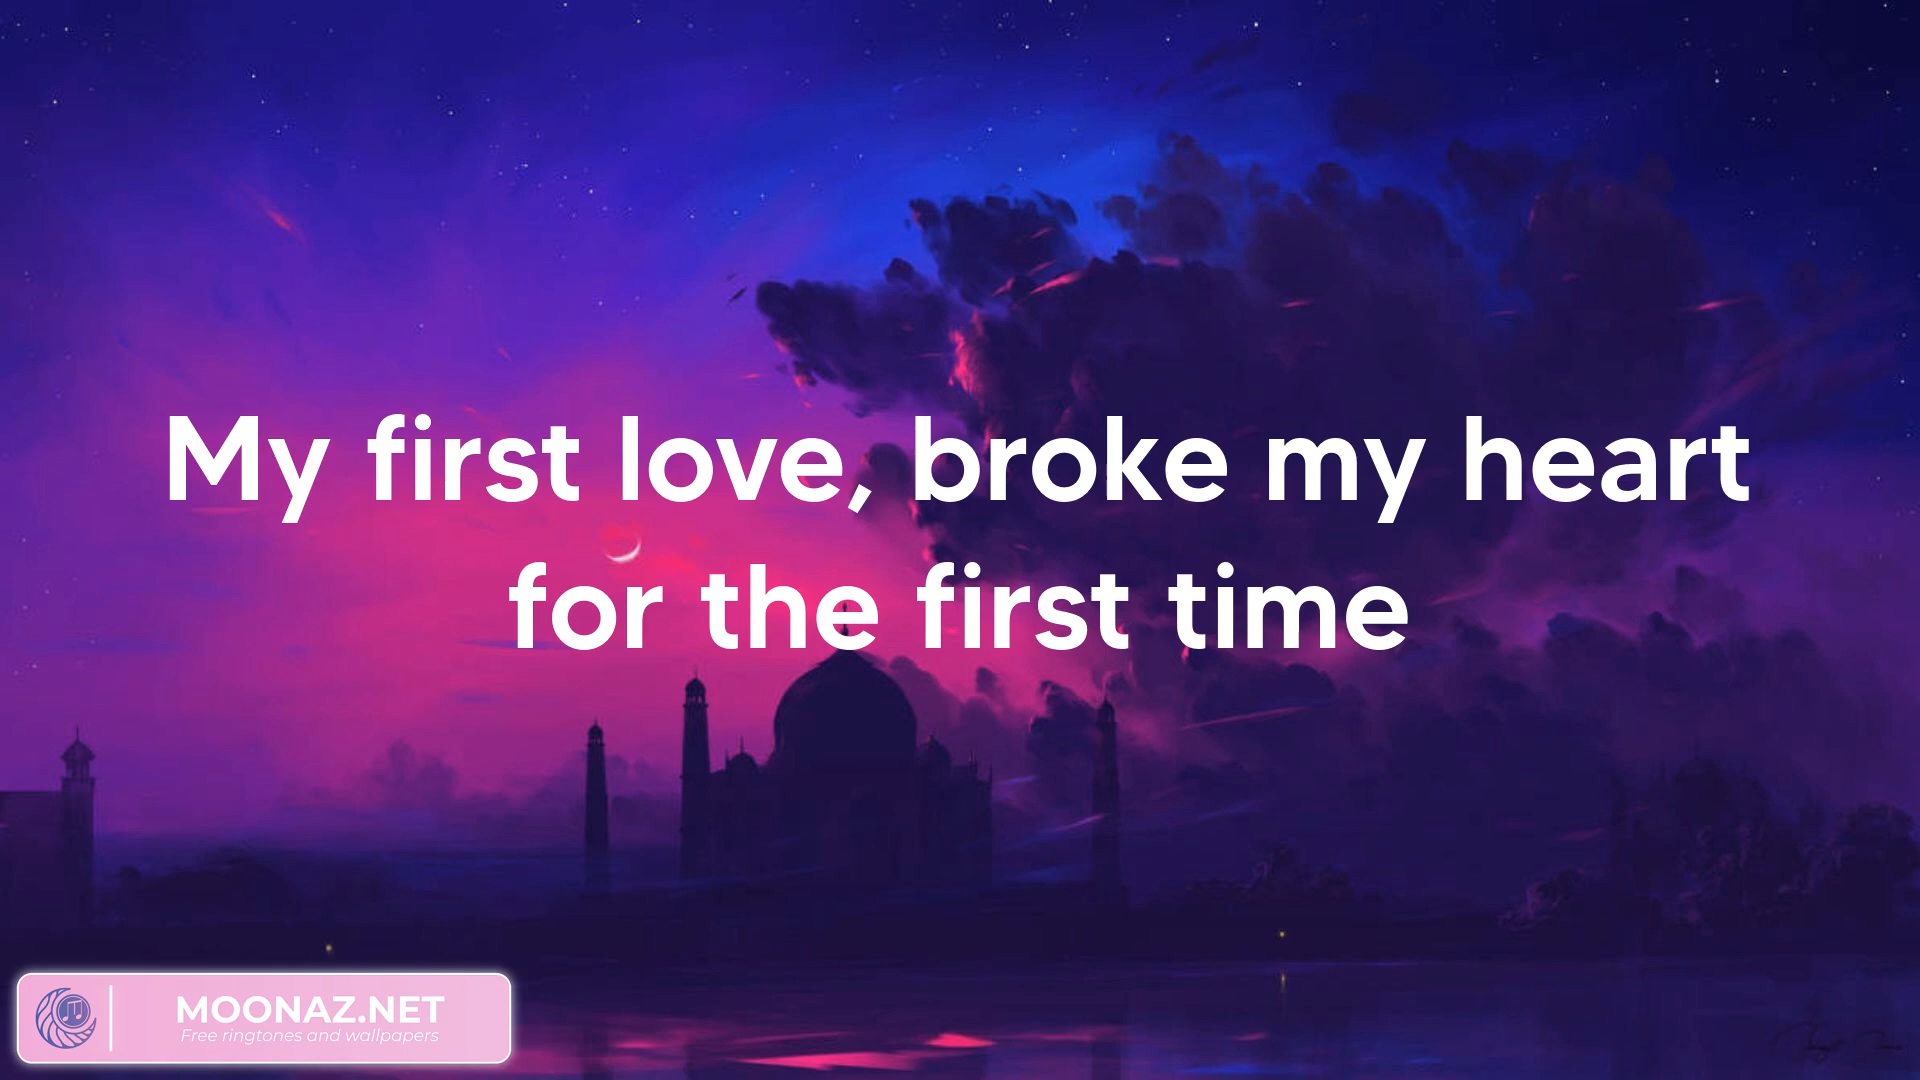 My first love, broke my heart
for the first time
MOONAZ.NET
Free ringtones and wallpapers